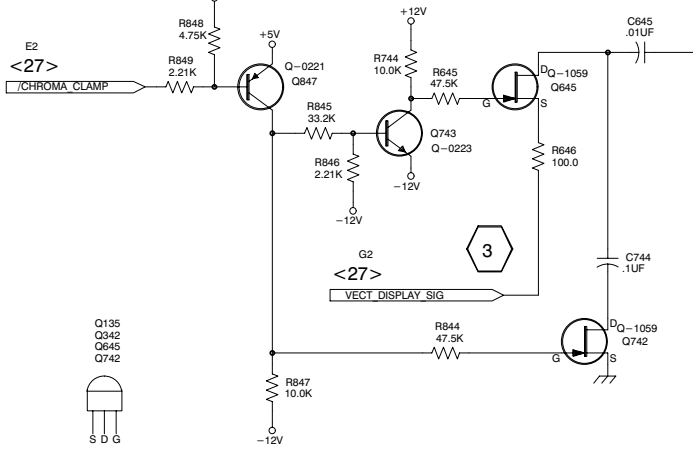 +12V
C645
.01UF
R848
4.75K
+5V
E2
<27>
/CHROMA_CLAMP
R849
2.21K
Q-0221
Q847
R744
10.0K
R645
47.5K
D
Q-1059
Q645
G
S
R845
33.2K
Q743
Q-0223
R846
2.21K
-12V
R646
100.0
-12V
G2
<27>
3
VECT_DISPLAY_SIG
C744
.1UF
Q135
Q342
Q645
Q742
R844
47.5K
D
Q-1059
Q742
G
S
R847
10.0K
S D G
-12V